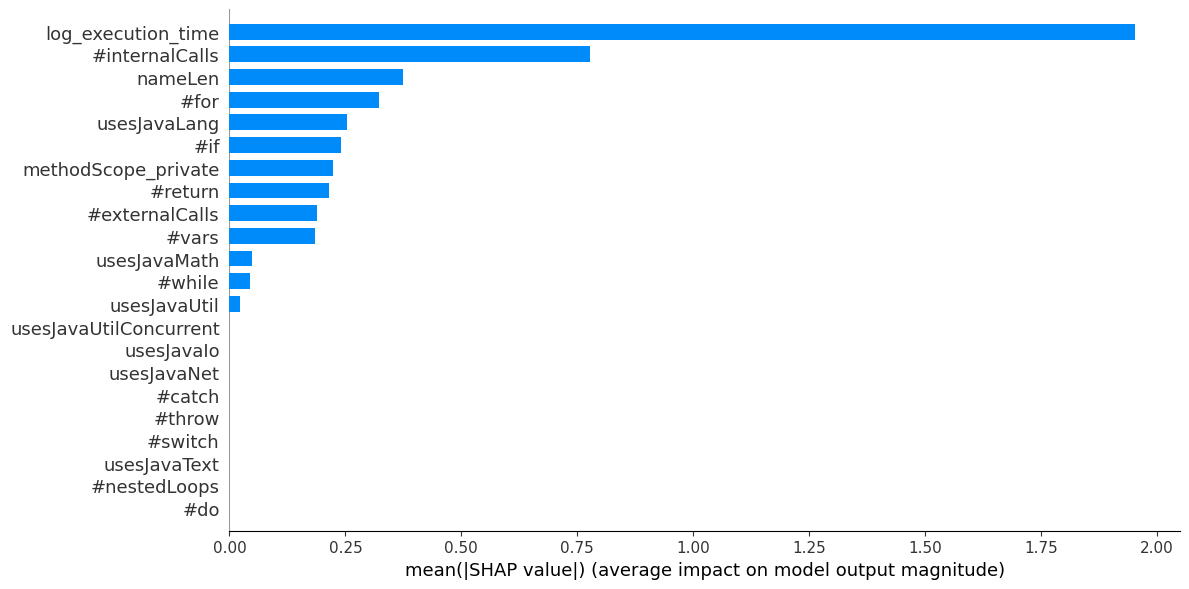 log_execution_time
#internalCalls
nameLen
#for
usesJavaLang
#if
methodScope_private
#return
#externalCalls
#vars
usesJavaMath
#while
usesJavaUtil
usesJavaUtilConcurrent
usesJavaIo
usesJavaNet
#catch
#throw
#switch
usesJavaText
#nestedLoops
#do
0.00 0.25 0.50 0.75 1.00 1.25 1.50 1.75 2.00
mean(|SHAP value|) (average impact on model output magnitude)